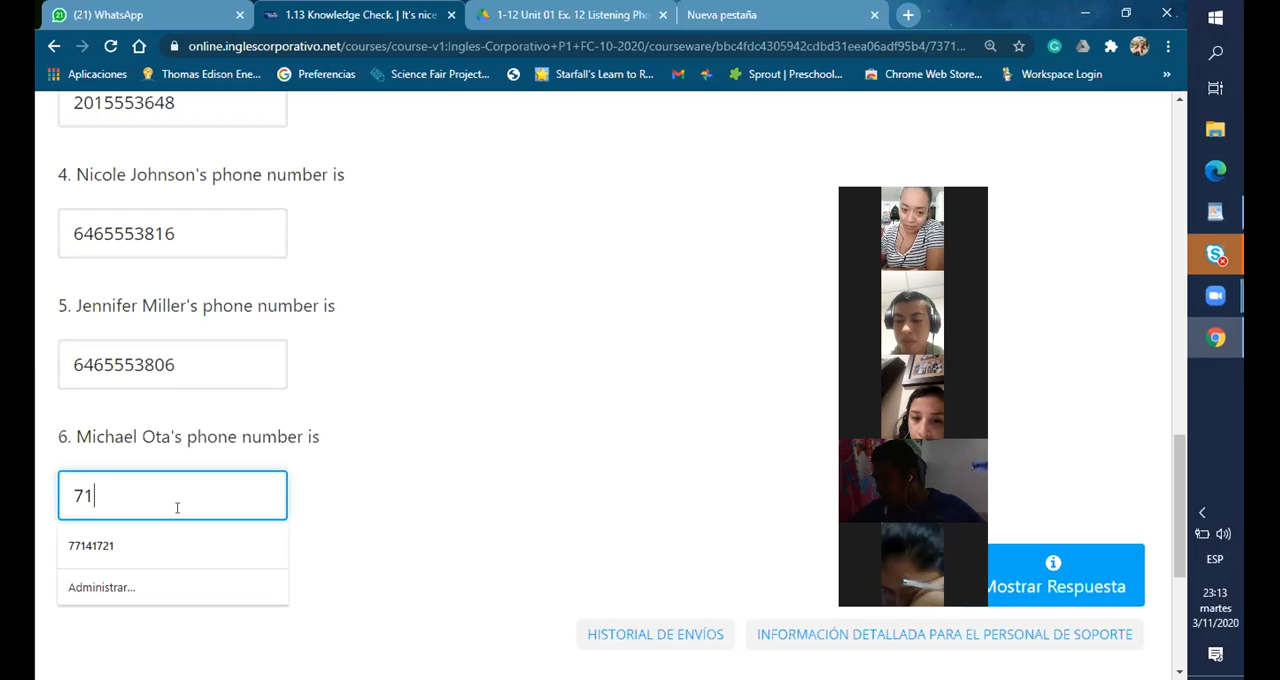 (21) WhatsApp
1.13 Knowledge Check. | It's nice
1-12 Unit 01 Ex. 12 Listening Pho
Nueva pestaña
online.inglescorporativo.net/courses/course-v1:Ingles-Corporativo+P1+FC-10-2020/courseware/bbc4fdc4305942cdbd31eea06adf95b4/7371...
Aplicaciones
Thomas Edison Ene...
Preferencias
Science Fair Project...
Starfall's Learn to R...
Sprout | Preschool...
Chrome Web Store...
Workspace Login
»
2015553648
4. Nicole Johnson's phone number is
6465553816
5. Jennifer Miller's phone number is
6465553806
6. Michael Ota's phone number is
71
77141721
Administrar...
Mostrar Respuesta
HISTORIAL DE ENVÍOS
INFORMACIÓN DETALLADA PARA EL PERSONAL DE SOPORTE
ESP
23:13
martes
3/11/2020